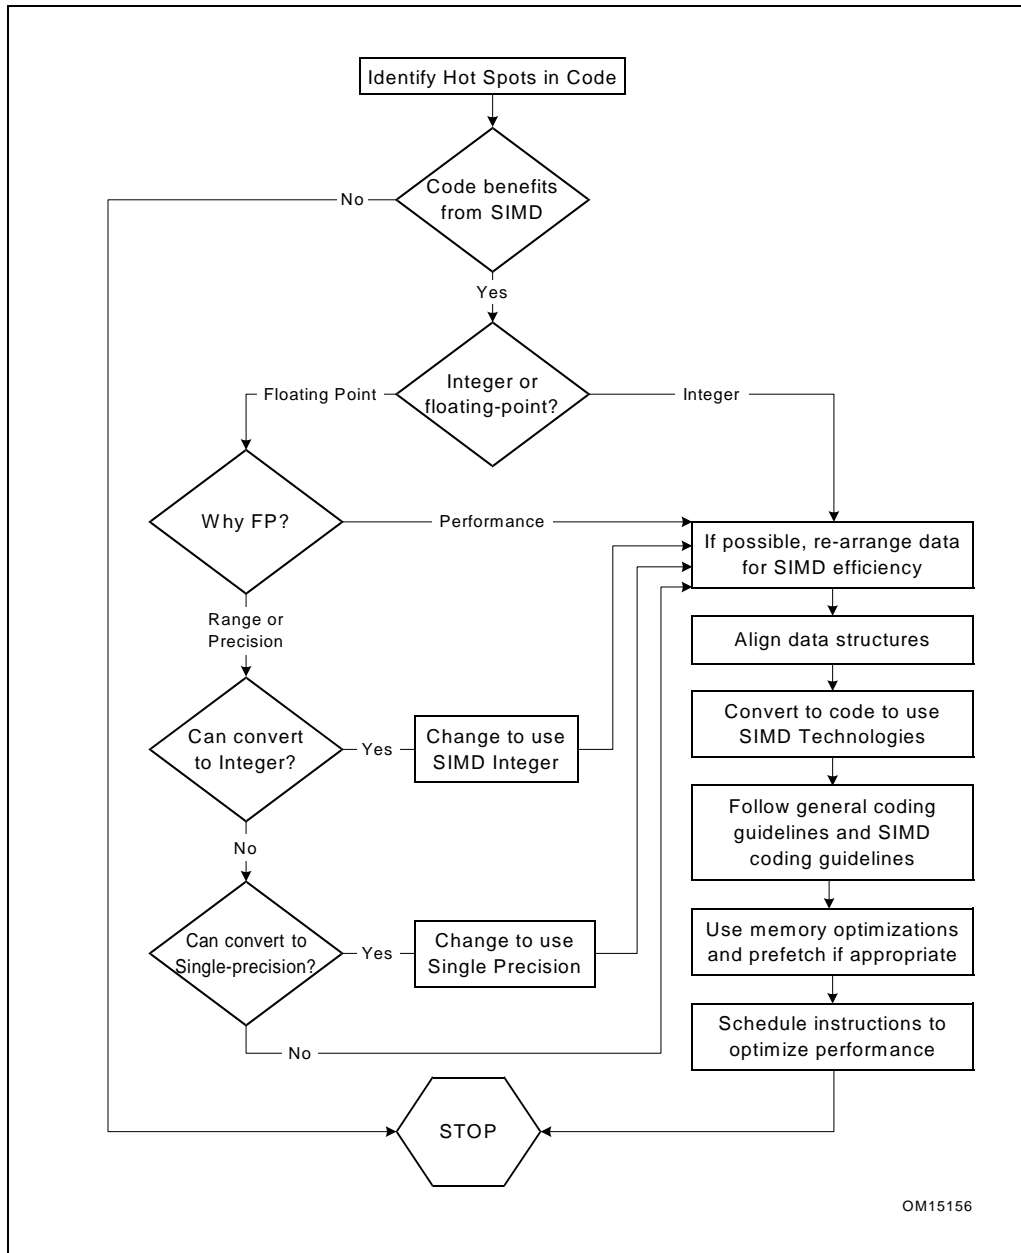 Identify Hot Spots in Code
Code benefits
from SIMD
No
Yes
Integer or
floating-point?
Floating Point
Integer
Why FP?
Performance
If possible, re-arrange data
for SIMD efficiency
Range or
Precision
Align data structures
Can convert
to Integer?
Yes
Change to use
SIMD Integer
Convert to code to use
SIMD Technologies
Follow general coding
guidelines and SIMD
coding guidelines
No
Can convert to
Single-precision?
Yes
Change to use
Single Precision
Use memory optimizations
and prefetch if appropriate
Schedule instructions to
optimize performance
No
STOP
OM15156